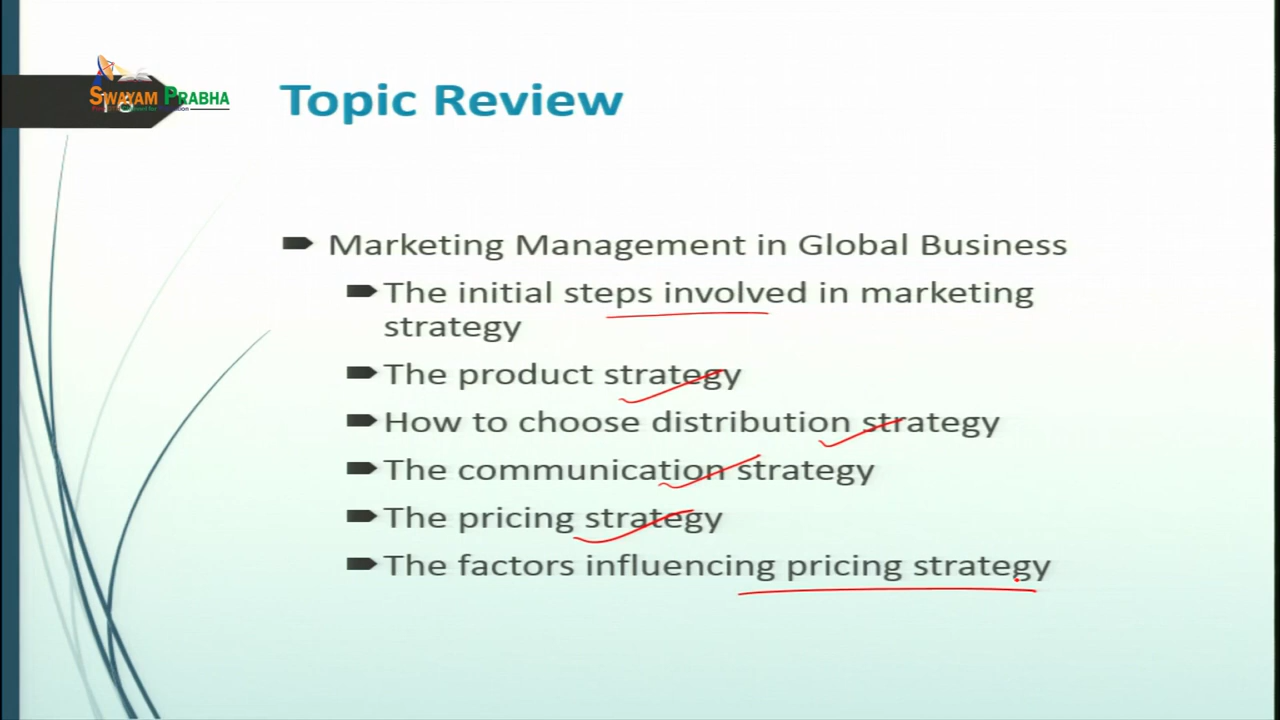 SWAYAM PRABHA
Topic Review
Marketing Management in Global Business
The initial steps involved in marketing
strategy
The product strategy
How to choose distribution strategy
The communication strategy
The pricing strategy
The factors influencing pricing strategy